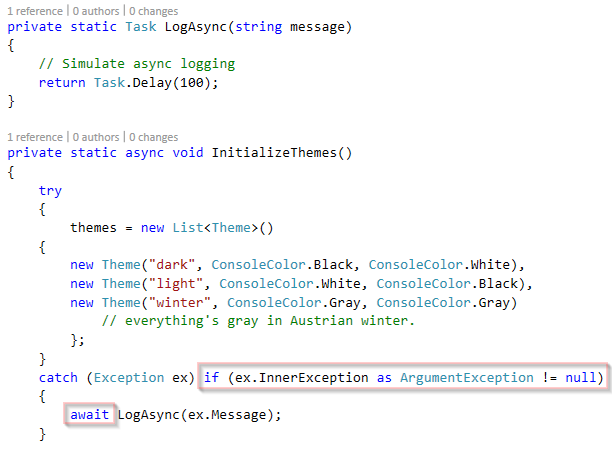 1 reference | 0 authors | 0 changes
private static Task LogAsync(string message)
{
    // Simulate async logging
    return Task.Delay(100);
}
1 reference | 0 authors | 0 changes
private static async void InitializeThemes()
{
    try
    {
        themes = new List<Theme>()
    {
        new Theme("dark", ConsoleColor.Black, ConsoleColor.White),
        new Theme("light", ConsoleColor.White, ConsoleColor.Black),
        new Theme("winter", ConsoleColor.Gray, ConsoleColor.Gray)
            // everything's gray in Austrian winter.
        };
    }
    catch (Exception ex) if (ex.InnerException as ArgumentException != null)
    {
        await LogAsync(ex.Message);
    }